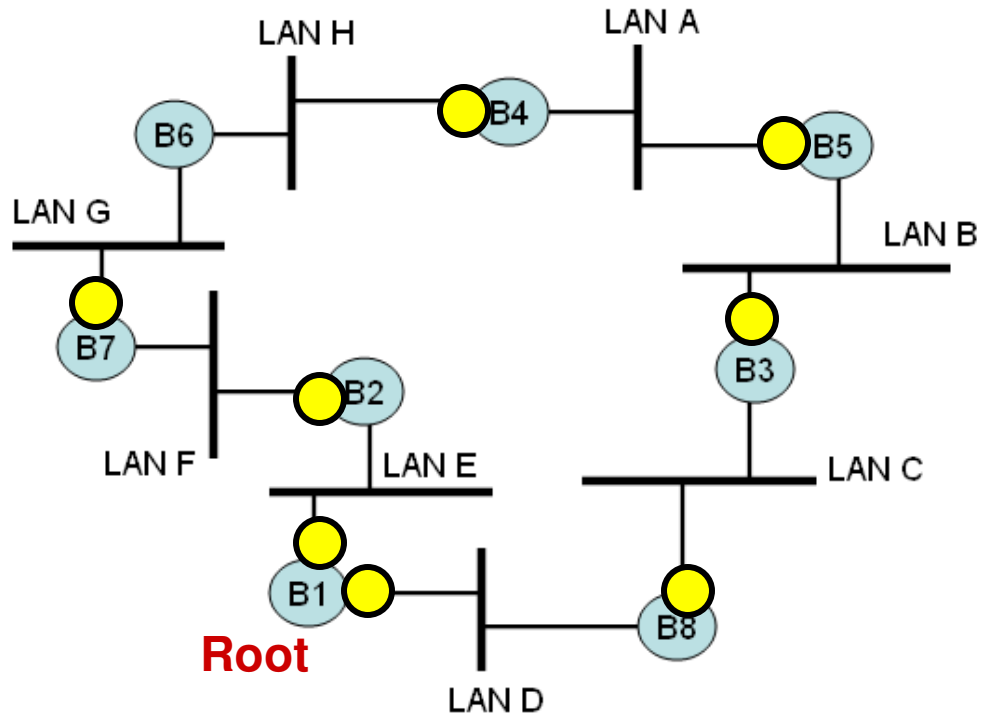 LAN A
LAN H
B4
B6
B5
LAN G
LAN B
B7
B3
B2
LAN F
LAN E
LAN C
B1
B8
Root
LAN D